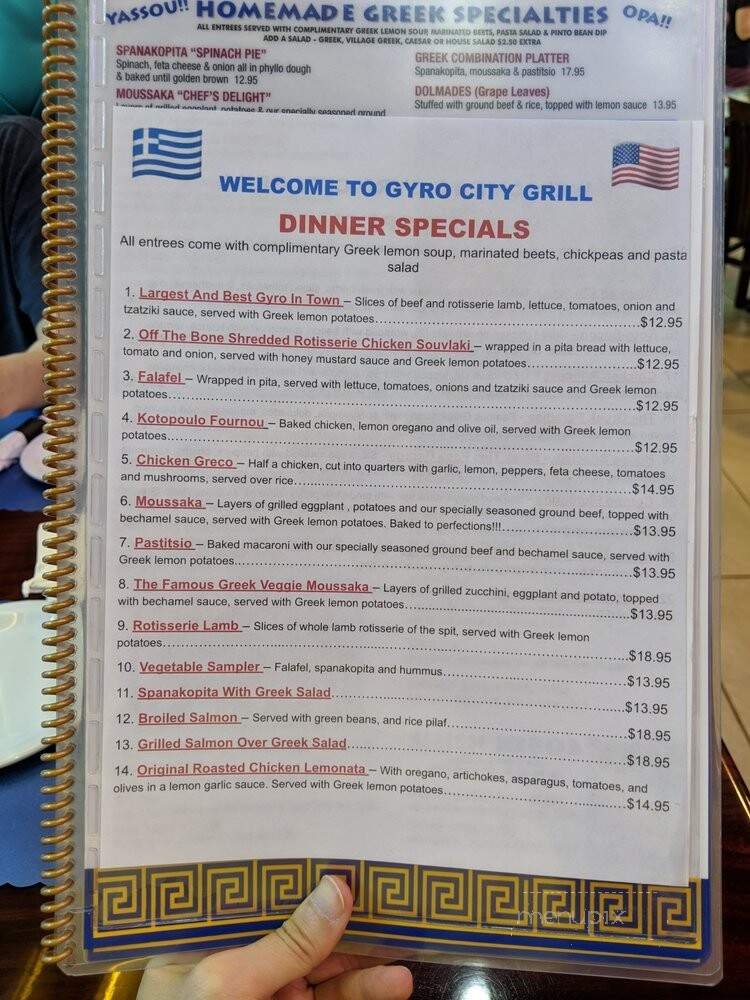 YASSOU!! HOMEMADE GREEK SPECIALTIES OPA!!
ALL ENTREES SERVED WITH COMPLIMENTARY GREEK LEMON SOUP, MARINATED BEETS, PASTA SALAD & PINTO BEAN DIP
ADD A SALAD - GREEK, VILLAGE GREEK, CAESAR OR HOUSE SALAD $2.50 EXTRA
SPANAKOPITA "SPINACH PIE"
Spinach, feta cheese & onion all in phyllo dough
& baked until golden brown 12.95
MOUSSAKA "CHEF'S DELIGHT"
Layers of grilled eggplant, potatoes & our specially seasoned ground
GREEK COMBINATION PLATTER
Spanakopita, moussaka & pastitsio 17.95
DOLMADES (Grape Leaves)
Stuffed with ground beef & rice, topped with lemon sauce 13.95
WELCOME TO GYRO CITY GRILL
DINNER SPECIALS
All entrees come with complimentary Greek lemon soup, marinated beets, chickpeas and pasta
salad
1. Largest And Best Gyro In Town – Slices of beef and rotisserie lamb, lettuce, tomatoes, onion and
tzatziki sauce, served with Greek lemon potatoes...$12.95
2. Off The Bone Shredded Rotisserie Chicken Souvlaki – wrapped in a pita bread with lettuce,
tomato and onion, served with honey mustard sauce and Greek lemon potatoes...$12.95
3. Falafel – Wrapped in pita, served with lettuce, tomatoes, onions and tzatziki sauce and Greek lemon
potatoes...$12.95
4. Kotopoulo Fournou – Baked chicken, lemon oregano and olive oil, served with Greek lemon
potatoes...$12.95
5. Chicken Greco – Half a chicken, cut into quarters with garlic, lemon, peppers, feta cheese, tomatoes
and mushrooms, served over rice...$14.95
6. Moussaka – Layers of grilled eggplant , potatoes and our specially seasoned ground beef, topped with
bechamel sauce, served with Greek lemon potatoes. Baked to perfections!!!...$13.95
7. Pastitsio – Baked macaroni with our specially seasoned ground beef and bechamel sauce, served with
Greek lemon potatoes...$13.95
8. The Famous Greek Veggie Moussaka – Layers of grilled zucchini, eggplant and potato, topped
with bechamel sauce, served with Greek lemon potatoes...$13.95
9. Rotisserie Lamb – Slices of whole lamb rotisserie of the spit, served with Greek lemon
potatoes...$18.95
10. Vegetable Sampler – Falafel, spanakopita and hummus...$13.95
11. Spanakopita With Greek Salad...$13.95
12. Broiled Salmon – Served with green beans, and rice pilaf...$18.95
13. Grilled Salmon Over Greek Salad...$18.95
14. Original Roasted Chicken Lemonata – With oregano, artichokes, asparagus, tomatoes, and
olives in a lemon garlic sauce. Served with Greek lemon potatoes...$14.95
menupix